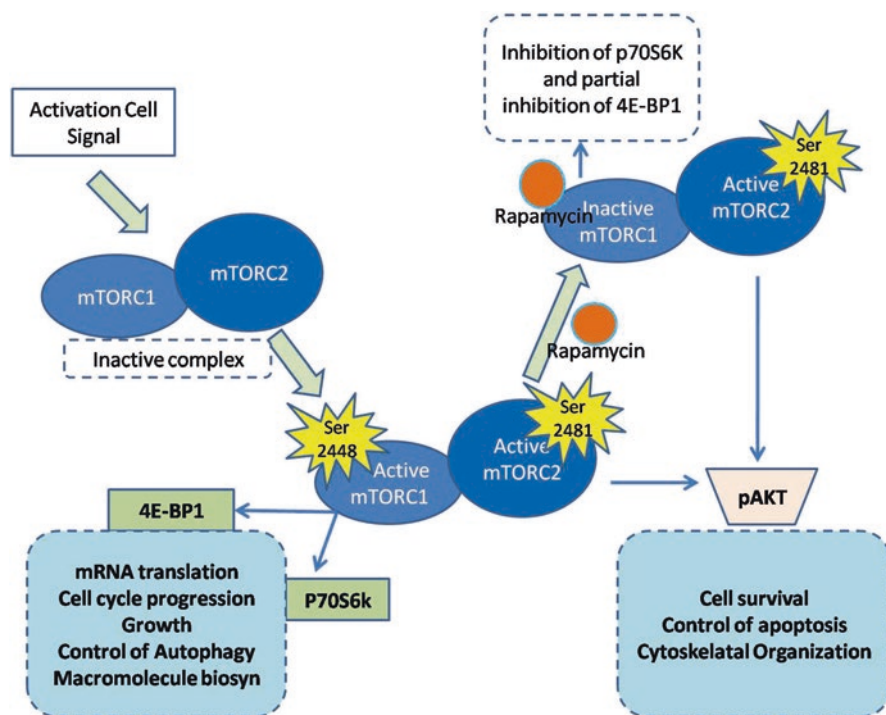 Activation Cell
Signal
mTORC1
mTORC2
Inactive complex
Ser
2448
Active
mTORC1
Ser
2481
Active
mTORC2
4E-BP1
P70S6k
mRNA translation
Cell cycle progression
Growth
Control of Autophagy
Macromolecule biosyn
Rapamycin
Inhibition of p70S6K
and partial
inhibition of 4E-BP1
Rapamycin
Inactive
mTORC1
Ser
2481
Active
mTORC2
pAKT
Cell survival
Control of apoptosis
Cytoskelatal Organization